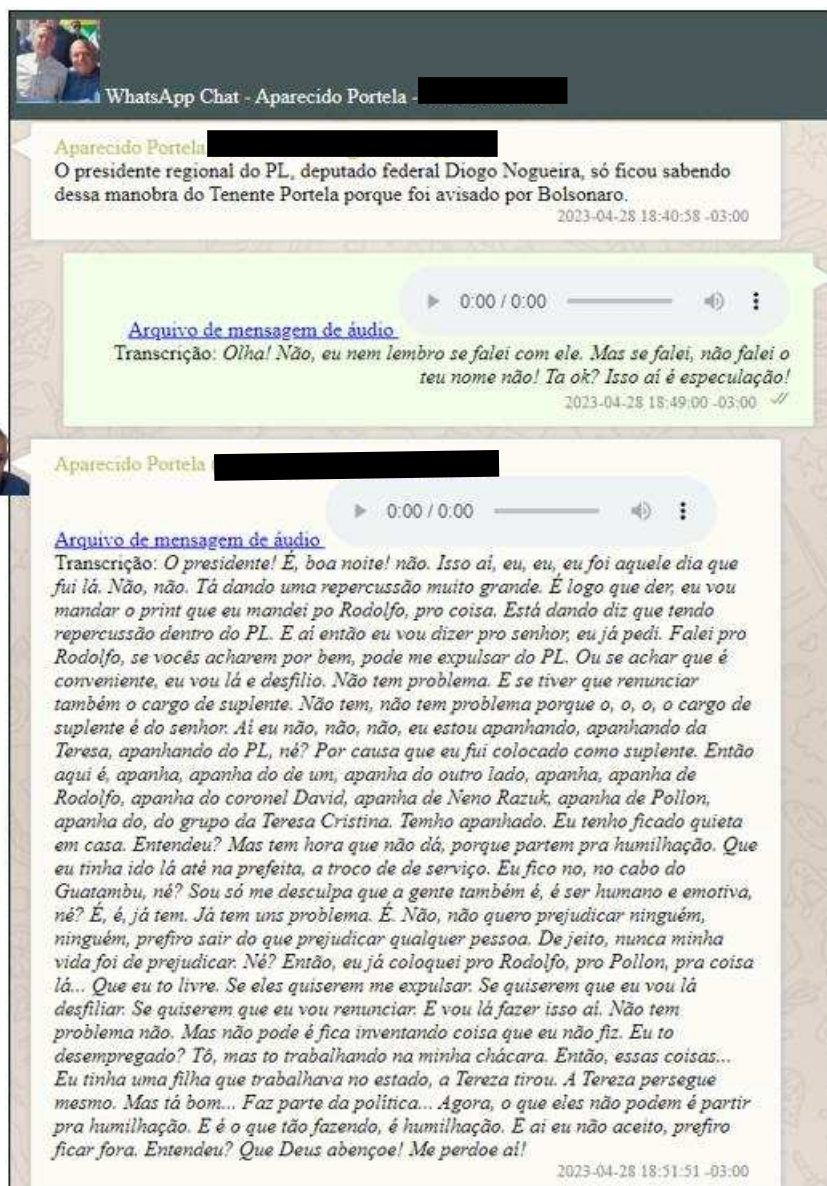 WhatsApp Chat - Aparecido Portela -
Aparecido Portela
O presidente regional do PL, deputado federal Diogo Nogueira, só ficou sabendo
dessa manobra do Tenente Portela porque foi avisado por Bolsonaro.
2023-04-28 18:40:58 -03:00
0:00 / 0:00
Arquivo de mensagem de áudio
Transcrição: Olha! Não, eu nem lembro se falei com ele. Mas se falei, não falei o
teu nome não! Ta ok? Isso aí é especulação!
2023-04-28 18:49:00 -03:00
Aparecido Portela (
0:00 / 0:00
Arquivo de mensagem de áudio
Transcrição: O presidente! É, boa noite! não. Isso aí, eu, eu, eu foi aquele dia que
fui lá. Não, não. Tá dando uma repercussão muito grande. É logo que der, eu vou
mandar o print que eu mandei po Rodolfo, pro coisa. Está dando diz que tendo
repercussão dentro do PL. E aí então eu vou dizer pro senhor, eu já pedi. Falei pro
Rodolfo, se vocês acharem por bem, pode me expulsar do PL. Ou se achar que é
conveniente, eu vou lá e desfilio. Não tem problema. E se tiver que renunciar
também o cargo de suplente. Não tem, não tem problema porque o, o, o, o cargo de
suplente é do senhor. Aí eu não, não, não, eu estou apanhando, apanhando da
Teresa, apanhando do PL, né? Por causa que eu fui colocado como suplente. Então
aqui é, apanha, apanha do de um, apanha do outro lado, apanha, apanha de
Rodolfo, apanha do coronel David, apanha de Neno Razuk, apanha de Pollon,
apanha do, do grupo da Teresa Cristina. Temho apanhado. Eu tenho ficado quieta
em casa. Entendeu? Mas tem hora que não dá, porque partem pra humilhação. Que
eu tinha ido lá até na prefeita, a troco de de serviço. Eu fico no, no cabo do
Guatambu, né? Sou só me desculpa que a gente também é, é ser humano e emotiva,
né? É, é, já tem. Já tem uns problema. É. Não, não quero prejudicar ninguém,
ninguém, prefiro sair do que prejudicar qualquer pessoa. De jeito, nunca minha
vida foi de prejudicar. Né? Então, eu já coloquei pro Rodolfo, pro Pollon, pra coisa
lá... Que eu to livre. Se eles quiserem me expulsar. Se quiserem que eu vou lá
desfiliar. Se quiserem que eu vou renunciar. E vou lá fazer isso aí. Não tem
problema não. Mas não pode é fica inventando coisa que eu não fiz. Eu to
desempregado? Tô, mas to trabalhando na minha chácara. Então, essas coisas...
Eu tinha uma filha que trabalhava no estado, a Tereza tirou. A Tereza persegue
mesmo. Mas tá bom... Faz parte da política... Agora, o que eles não podem é partir
pra humilhação. E é o que tão fazendo, é humilhação. E ai eu não aceito, prefiro
ficar fora. Entendeu? Que Deus abençoe! Me perdoe aí!
2023-04-28 18:51:51 -03:00